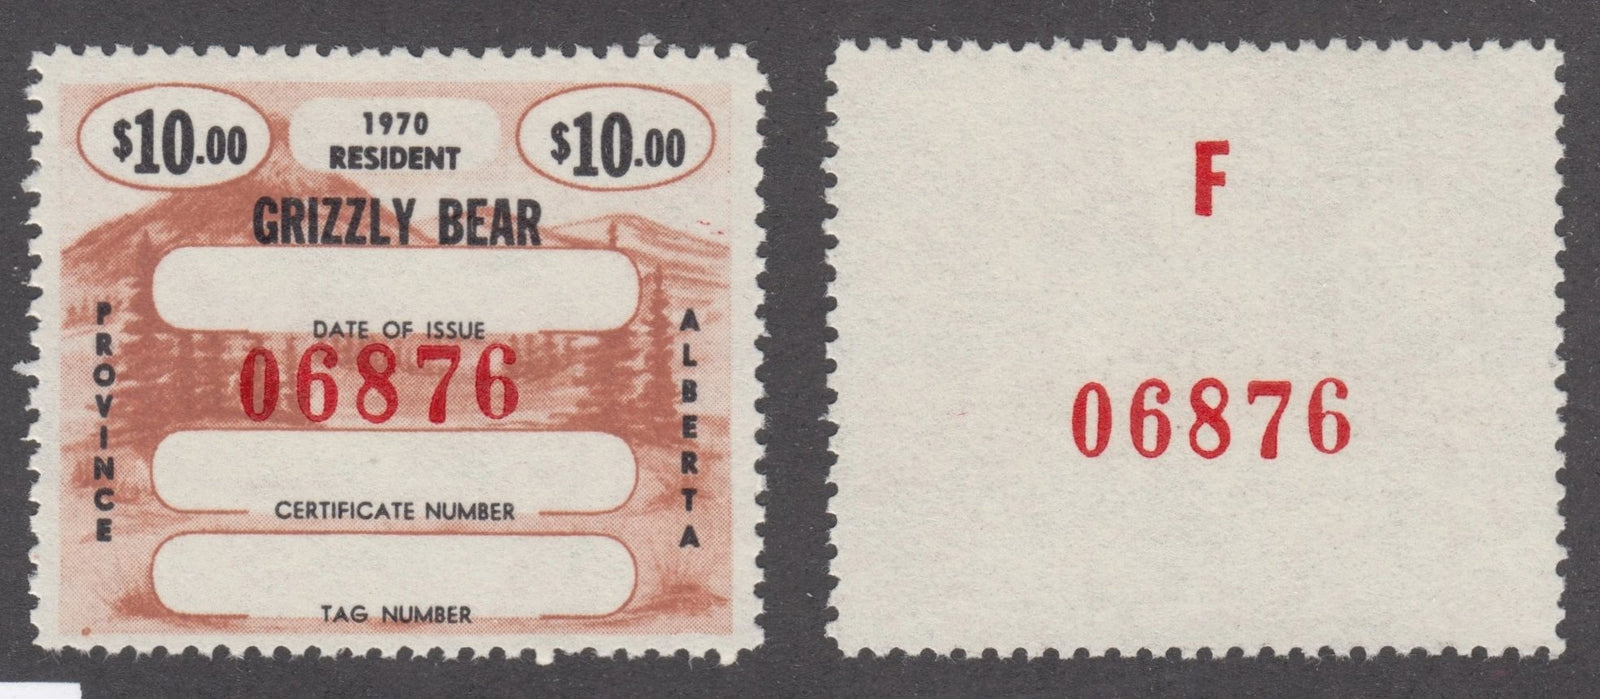 $10.00
1970
RESIDENT
$10.00
GRIZZLY BEAR
DATE OF ISSUE
06876
CERTIFICATE NUMBER
TAG NUMBER
PROVINCE
ALBERTA
F
06876